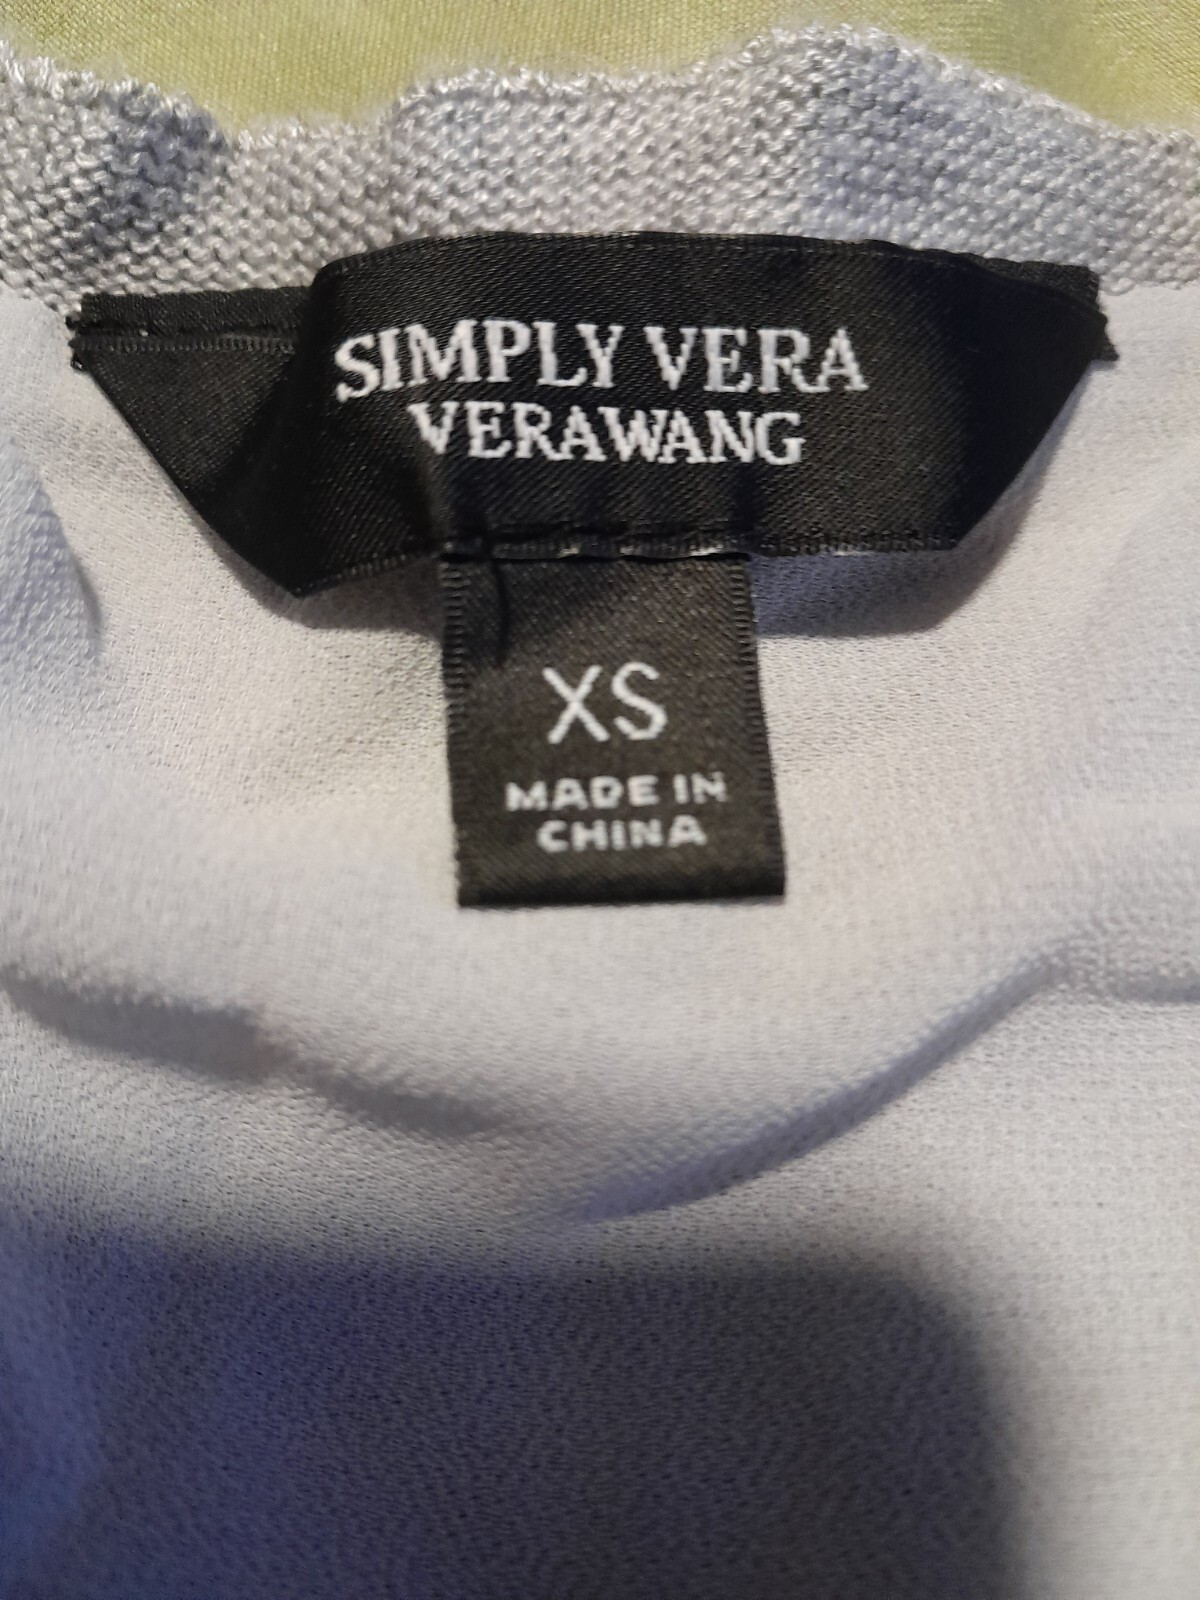 SIMPLY VERA
VERAWANG
XS
MADE IN
CHINA